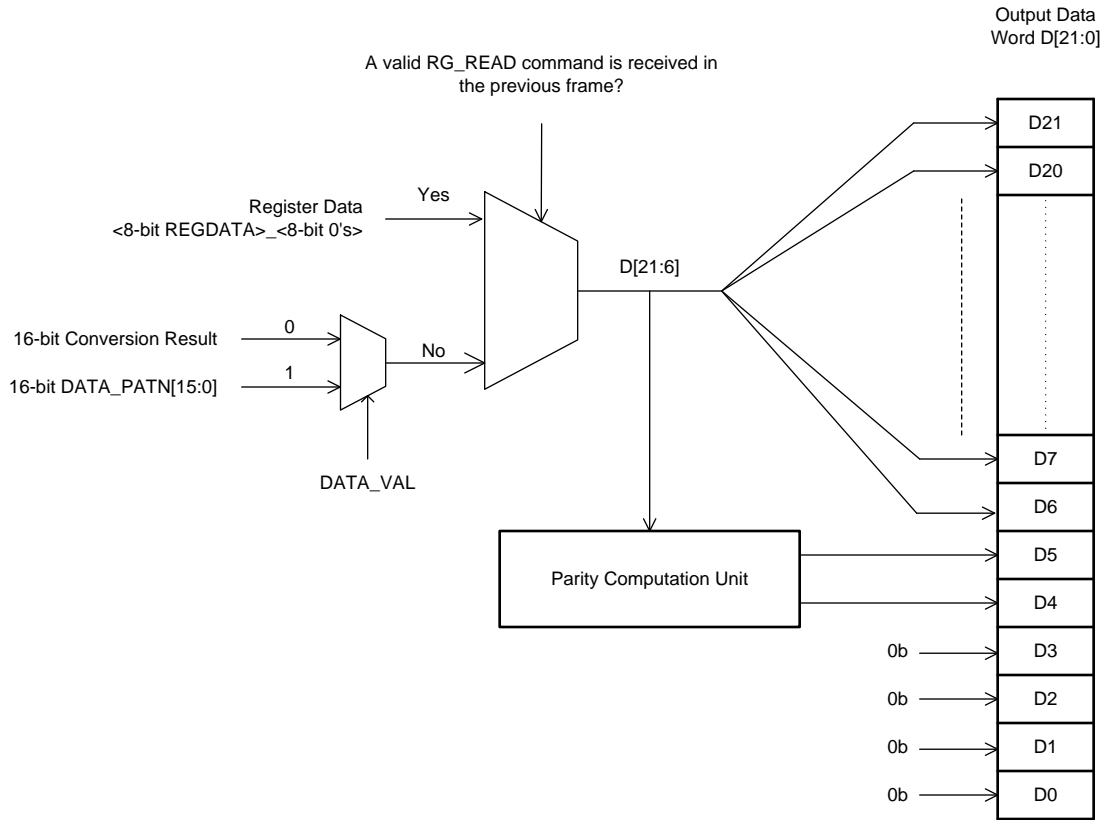 Output Data
Word D[21:0]
A valid RG_READ command is received in
the previous frame?
D21
D20
Yes
Register Data
<8-bit REGDATA>_<8-bit 0's>
D[21:6]
0
16-bit Conversion Result
No
1
16-bit DATA_PATN[15:0]
DATA_VAL
D7
D6
D5
Parity Computation Unit
D4
0b
D3
0b
D2
0b
D1
0b
D0